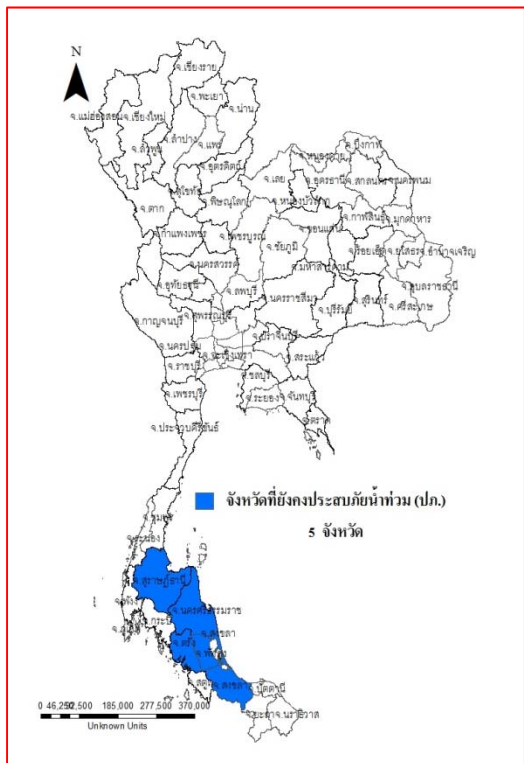 N
จ.เชียงราย
จ.พะเยา
จ.น่าน
จ.แม่ฮ่องสอน
จ.เชียงใหม่
จ.ลำปาง
จ.แพร่
จ.ลำพูน
จ.อุตรดิตถ์
จ.เลย
จ.อุดรธานี
จ.สกลนคร
จ.นครพนม
จ.สุโขทัย
จ.พิษณุโลก
จ.ตาก
จ.ขอนแก่น
จ.กาฬสินธุ์
จ.มุกดาหาร
จ.กำแพงเพชร
จ.เพชรบูรณ์
จ.ชัยภูมิ
จ.ร้อยเอ็ด
จ.ยโสธร
จ.อำนาจเจริญ
จ.นครสวรรค์
จ.มหาสารคาม
จ.อุทัยธานี
จ.ลพบุรี
จ.นครราชสีมา
จ.บุรีรัมย์
จ.สุรินทร์
จ.ศรีสะเกษ
จ.อุบลราชธานี
จ.กาญจนบุรี
จ.สุพรรณบุรี
จ.ปราจีนบุรี
จ.นครปฐม
จ.ฉะเชิงเทรา
จ.สระแก้ว
จ.ราชบุรี
จ.ชลบุรี
จ.เพชรบุรี
จ.ระยอง
จ.จันทบุรี
จ.ตราด
จ.ประจวบคีรีขันธ์
จังหวัดที่ยังคงประสบภัยน้ำท่วม (ปภ.)
5 จังหวัด
จ.ชุมพร
จ.ระนอง
จ.สุราษฎร์ธานี
จ.พังงา
จ.นครศรีธรรมราช
จ.กระบี่
จ.สงขลา
จ.ตรัง
จ.พัทลุง
จ.สตูล
จ.สงขลา
จ.ปัตตานี
จ.ยะลา
จ.นราธิวาส
0 46,250 92,500 185,000 277,500 370,000
Unknown Units